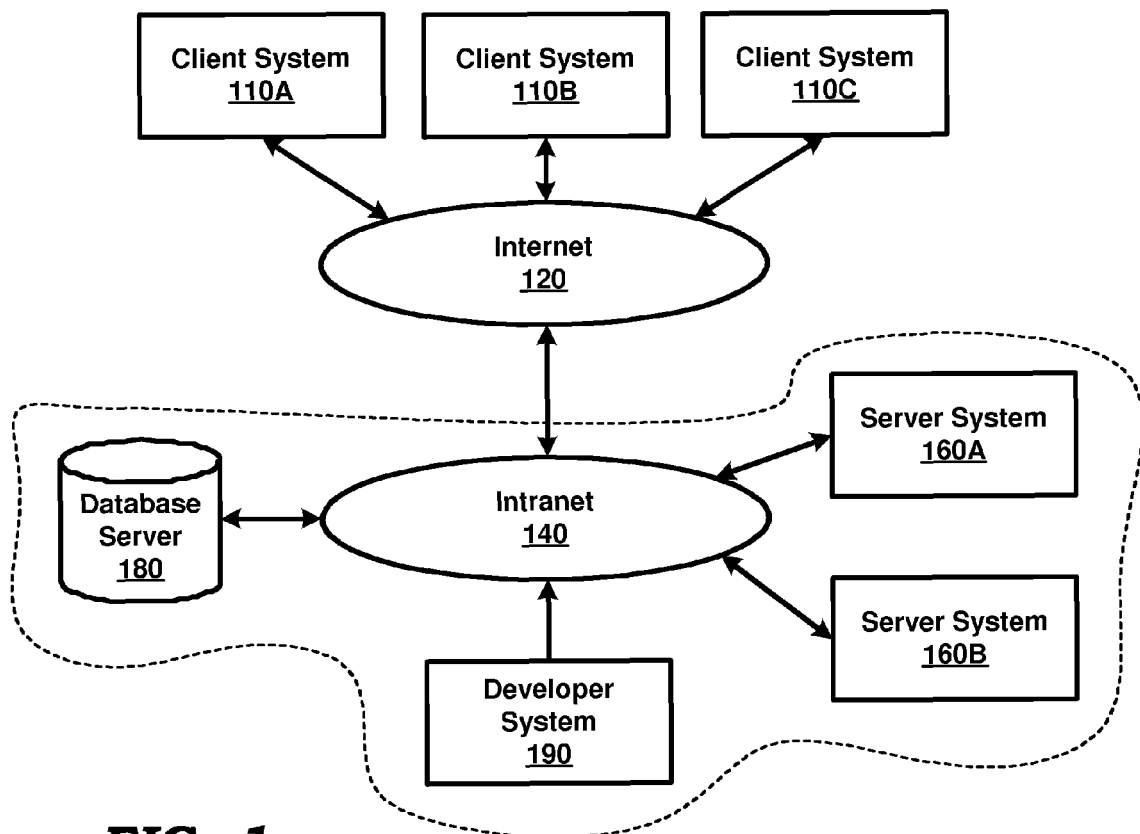 Client System
110A
Client System
110B
Client System
110C
Internet
120
Server System
160A
Database
Server
180
Intranet
140
Server System
160B
Developer
System
190